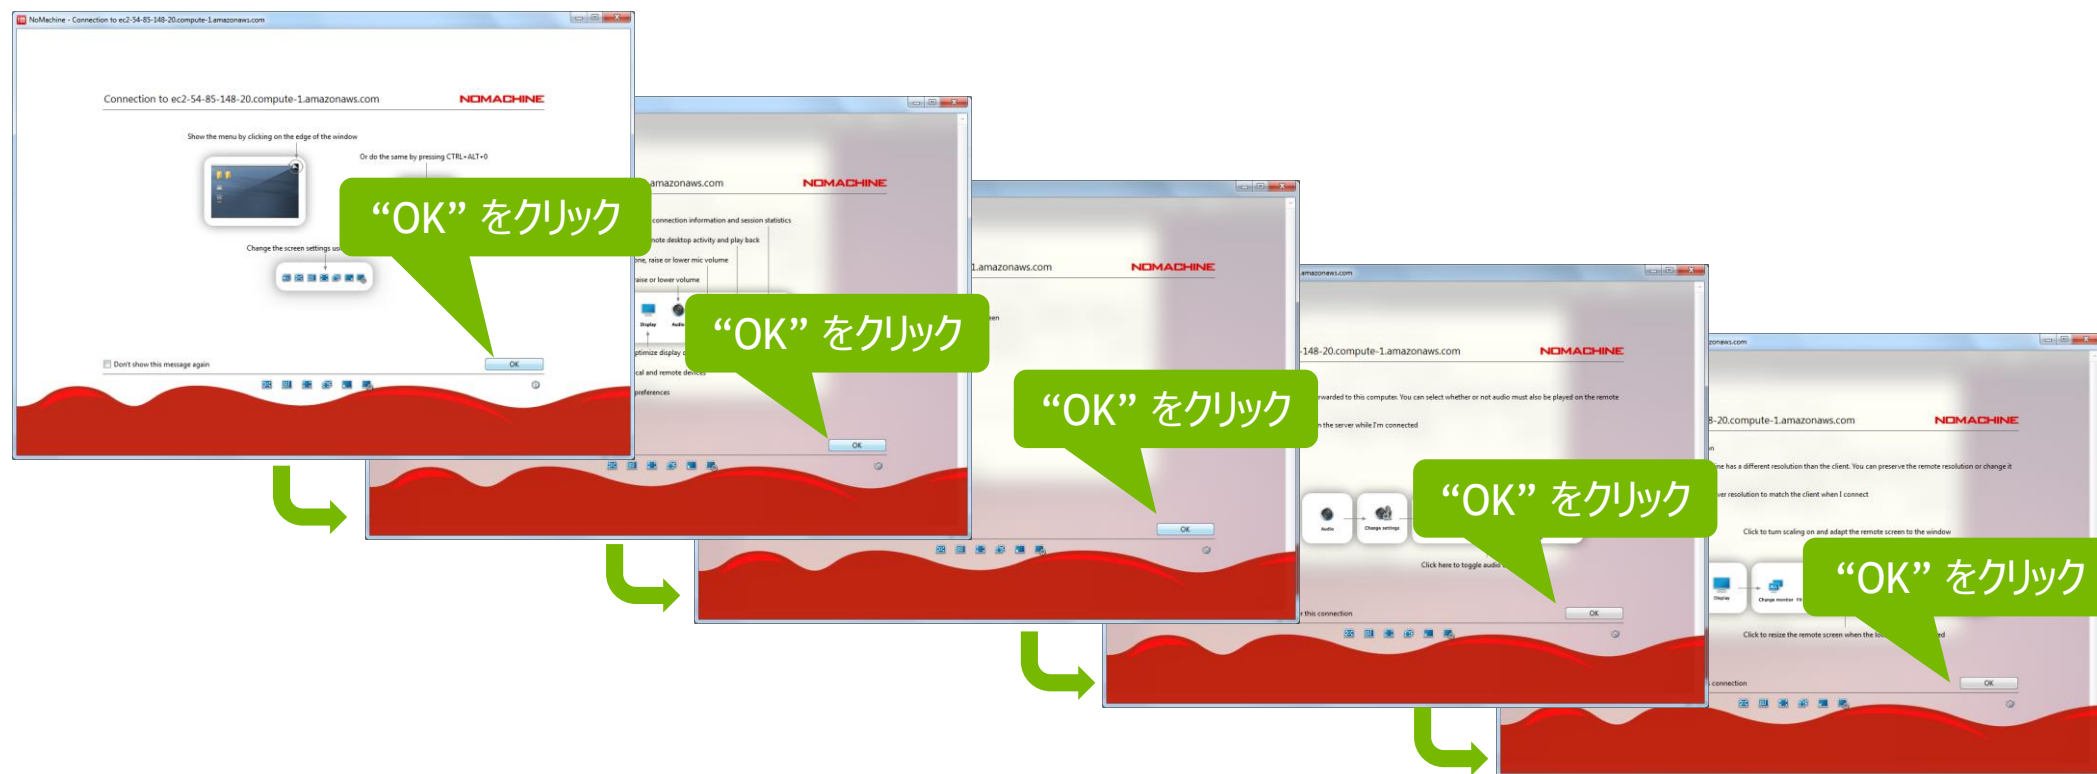 NoMachine - Connection to ec2-54-85-148-20.compute-1.amazonaws.com
Connection to ec2-54-85-148-20.compute-1.amazonaws.com
NOMACHINE
Show the menu by clicking on the edge of the window
Or do the same by pressing CTRL+ALT+0
“OK” をクリック
Change the screen settings
Don't show this message again
OK
amazonaws.com
NOMACHINE
connection information and session statistics
desktop activity and play back
raise or lower mic volume
raise or lower volume
Display
“OK” をクリック
display
cal and remote devices
preferences
OK
1.amazonaws.com
NOMACHINE
“OK” をクリック
OK
amazonaws.com
-148-20.compute-1.amazonaws.com
NOMACHINE
rwarded to this computer. You can select whether or not audio must also be played on the remote
n the server while I'm connected
“OK” をクリック
Audio
Change settings
Click here to toggle audio
this connection
OK
zonaws.com
8-20.compute-1.amazonaws.com
NOMACHINE
ine has a different resolution than the client. You can preserve the remote resolution or change it
ver resolution to match the client when I connect
Click to turn scaling on and adapt the remote screen to the window
“OK” をクリック
Display
Change monitor
Click to resize the remote screen when the
connection
OK